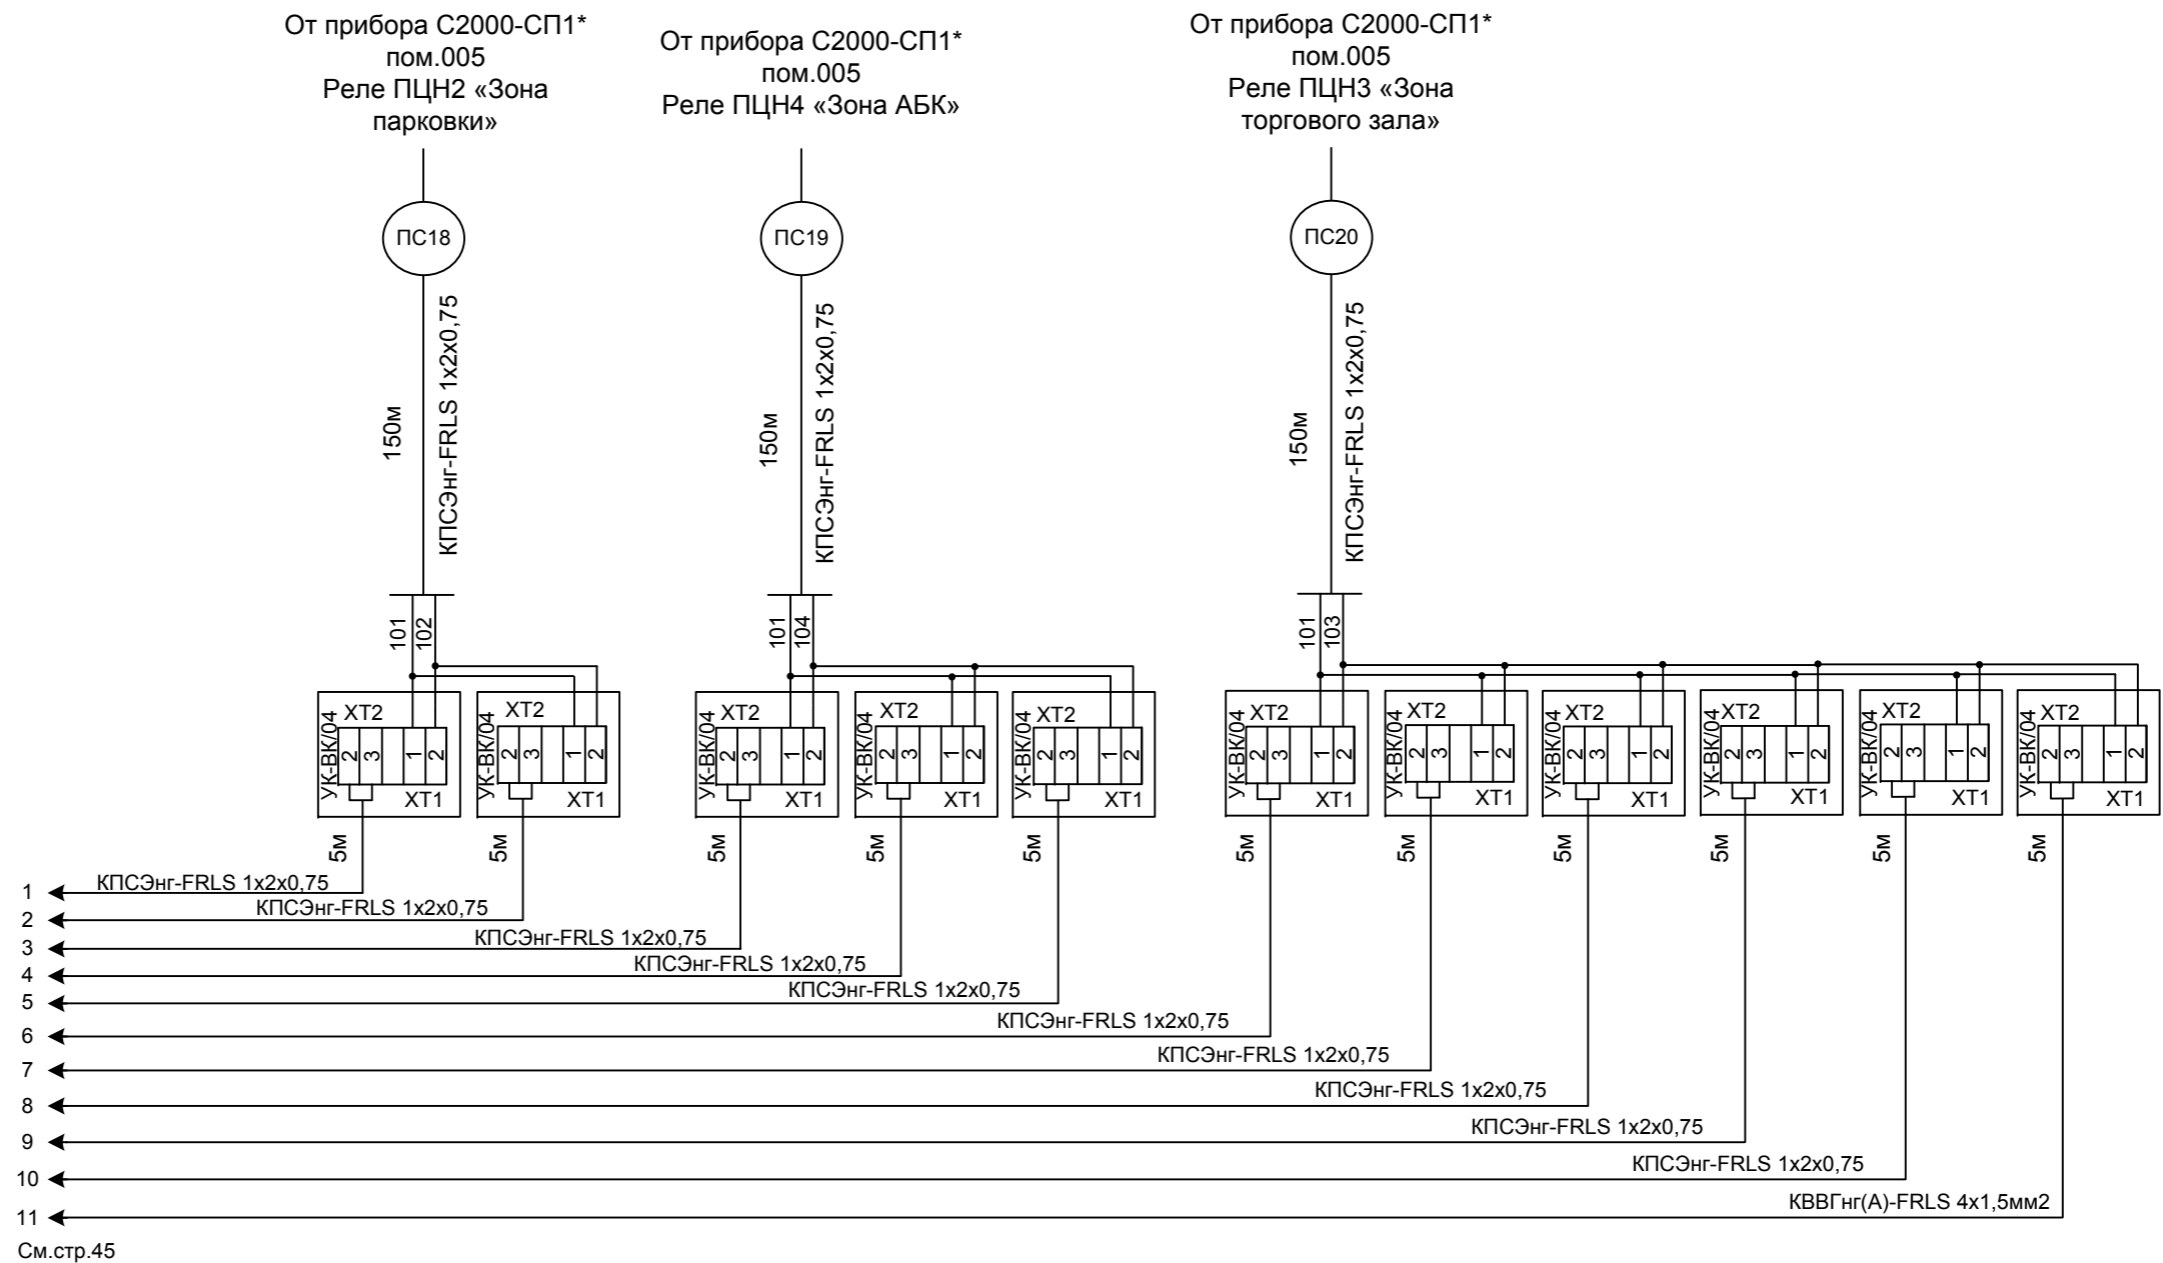 От прибора С2000-СП1*
пом.005
Реле ПЦН2 «Зона
парковки»
От прибора С2000-СП1*
пом.005
Реле ПЦН4 «Зона АБК»
От прибора С2000-СП1*
пом.005
Реле ПЦН3 «Зона
торгового зала»
ПС18
ПС19
ПС20
150м
КПСЭнг-FRLS 1х2х0,75
150м
КПСЭнг-FRLS 1х2х0,75
150м
КПСЭнг-FRLS 1х2х0,75
101
102
101
104
101
103
УК-ВК/04
ХТ2
2
3
1
2
ХТ1
УК-ВК/04
ХТ2
2
3
1
2
ХТ1
УК-ВК/04
ХТ2
2
3
1
2
ХТ1
УК-ВК/04
ХТ2
2
3
1
2
ХТ1
УК-ВК/04
ХТ2
2
3
1
2
ХТ1
УК-ВК/04
ХТ2
2
3
1
2
ХТ1
УК-ВК/04
ХТ2
2
3
1
2
ХТ1
УК-ВК/04
ХТ2
2
3
1
2
ХТ1
УК-ВК/04
ХТ2
2
3
1
2
ХТ1
УК-ВК/04
ХТ2
2
3
1
2
ХТ1
УК-ВК/04
ХТ2
2
3
1
2
ХТ1
5м
5м
5м
5м
5м
5м
5м
5м
5м
5м
5м
1
КПСЭнг-FRLS 1х2х0,75
2
КПСЭнг-FRLS 1х2х0,75
3
КПСЭнг-FRLS 1х2х0,75
4
КПСЭнг-FRLS 1х2х0,75
5
КПСЭнг-FRLS 1х2х0,75
6
КПСЭнг-FRLS 1х2х0,75
7
КПСЭнг-FRLS 1х2х0,75
8
КПСЭнг-FRLS 1х2х0,75
9
КПСЭнг-FRLS 1х2х0,75
10
КПСЭнг-FRLS 1х2х0,75
11
КВВГнг(А)-FRLS 4х1,5мм2
См.стр.45